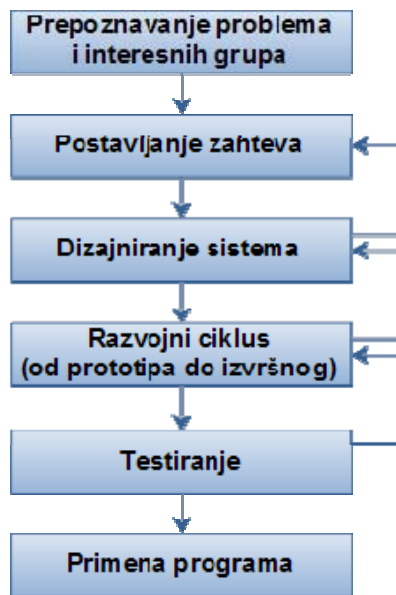 Prepoznavanje problema
i interesnih grupa
Postavljanje zahteva
Dizajniranje sistema
Razvojni ciklus
(od prototipa do izvršnog)
Testiranje
Primena programa